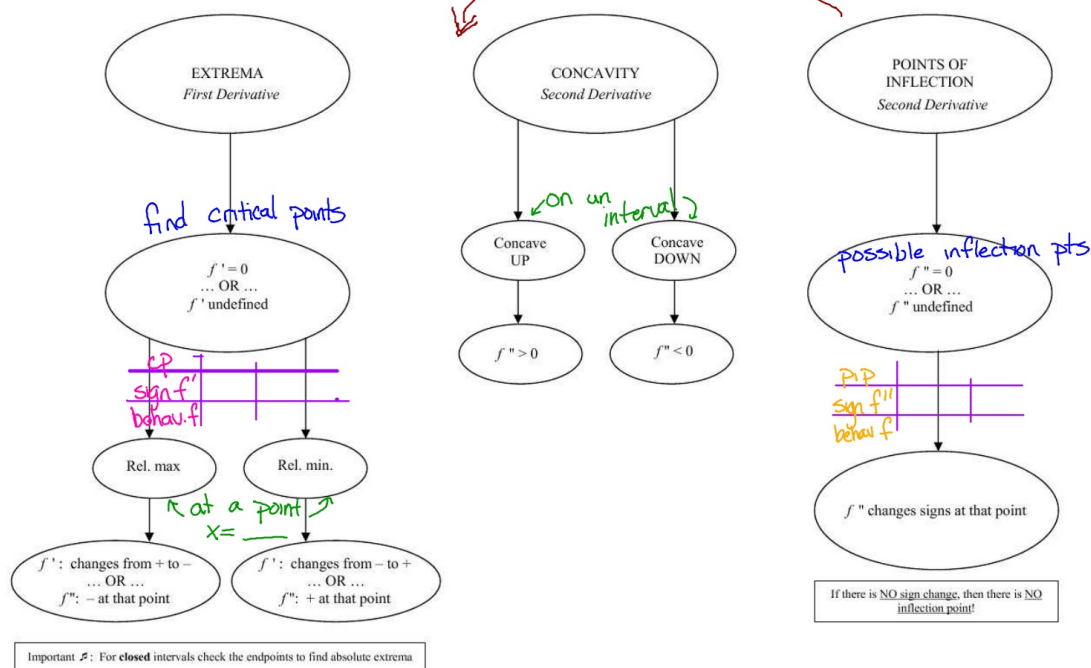 EXTREMA
First Derivative
find critical points
f ' = 0
... OR ...
f ' undefined
cp
sign f'
behav. f
Rel. max
Rel. min.
at a point
x = ___
f ' : changes from + to –
... OR ...
f": – at that point
f ' : changes from – to +
... OR ...
f": + at that point
Important ♬: For closed intervals check the endpoints to find absolute extrema
CONCAVITY
Second Derivative
on an
interval
Concave
UP
Concave
DOWN
f " > 0
f" < 0
POINTS OF
INFLECTION
Second Derivative
possible inflection pts
f " = 0
... OR ...
f " undefined
P.I.P
sign f"
behav f
f " changes signs at that point
If there is NO sign change, then there is NO
inflection point!